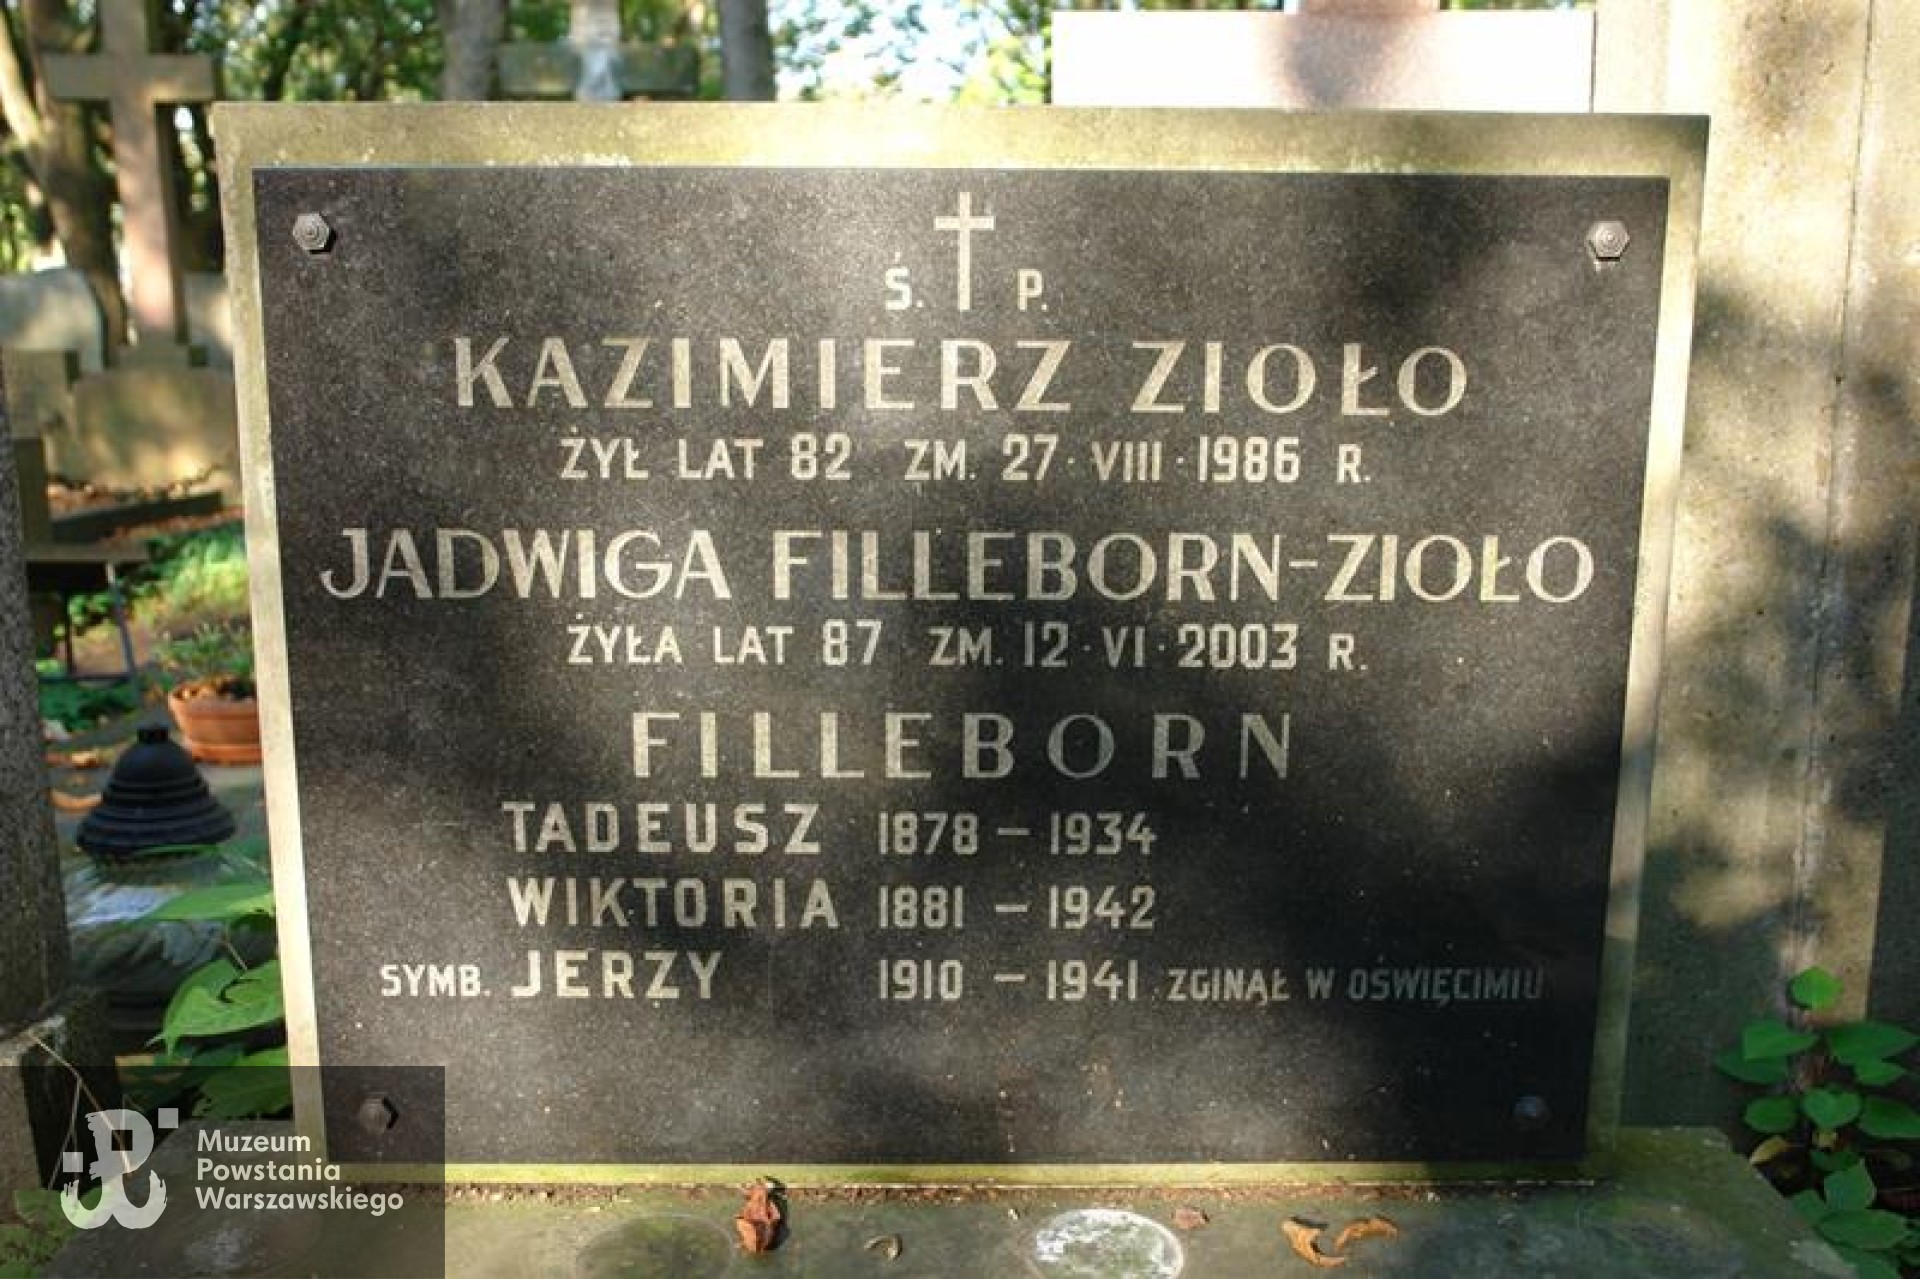 Ś. P.
KAZIMIERZ ZIOŁO
ŻYŁ LAT 82 ZM. 27·VIII·1986 R.
JADWIGA FILLEBORN-ZIOŁO
ŻYŁA LAT 87 ZM. 12·VI·2003 R.
FILLEBORN
TADEUSZ 1878 – 1934
WIKTORIA 1881 – 1942
SYMB. JERZY 1910 – 1941 ZGINĄŁ W OŚWIĘCIMIU
Muzeum
Powstania
Warszawskiego